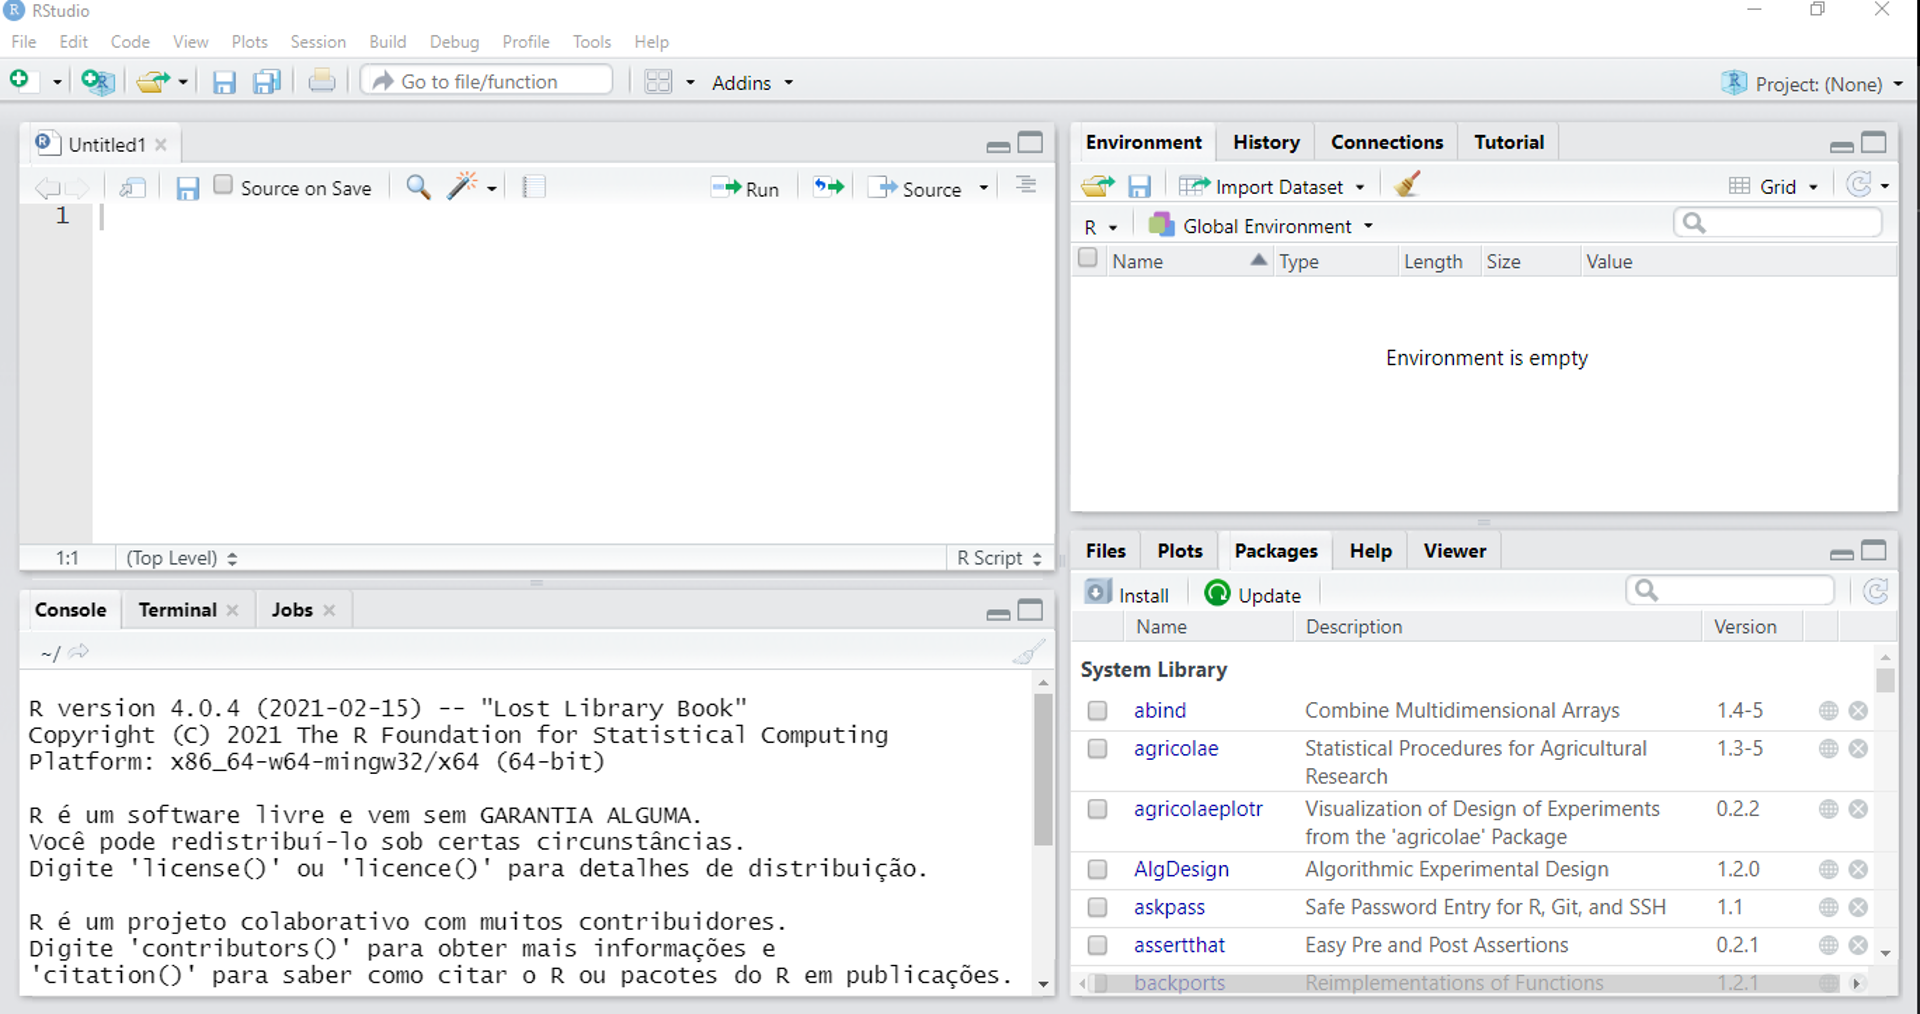 RStudio
File Edit Code View Plots Session Build Debug Profile Tools Help
Go to file/function Addins Project: (None)
Untitled1
Source on Save Run Source
1
1:1 (Top Level) R Script
Console Terminal Jobs
~/
R version 4.0.4 (2021-02-15) -- "Lost Library Book"
Copyright (C) 2021 The R Foundation for Statistical Computing
Platform: x86_64-w64-mingw32/x64 (64-bit)
R é um software livre e vem sem GARANTIA ALGUMA.
Você pode redistribuí-lo sob certas circunstâncias.
Digite 'license()' ou 'licence()' para detalhes de distribuição.
R é um projeto colaborativo com muitos contribuidores.
Digite 'contributors()' para obter mais informações e
'citation()' para saber como citar o R ou pacotes do R em publicações.
Environment History Connections Tutorial
Import Dataset Grid
R Global Environment
Name Type Length Size Value
Environment is empty
Files Plots Packages Help Viewer
Install Update
Name Description Version
System Library
abind Combine Multidimensional Arrays 1.4-5
agricolae Statistical Procedures for Agricultural 1.3-5
Research
agricolaeplotr Visualization of Design of Experiments 0.2.2
from the 'agricolae' Package
AlgDesign Algorithmic Experimental Design 1.2.0
askpass Safe Password Entry for R, Git, and SSH 1.1
assertthat Easy Pre and Post Assertions 0.2.1
backports Reimplementations of Functions 1.2.1